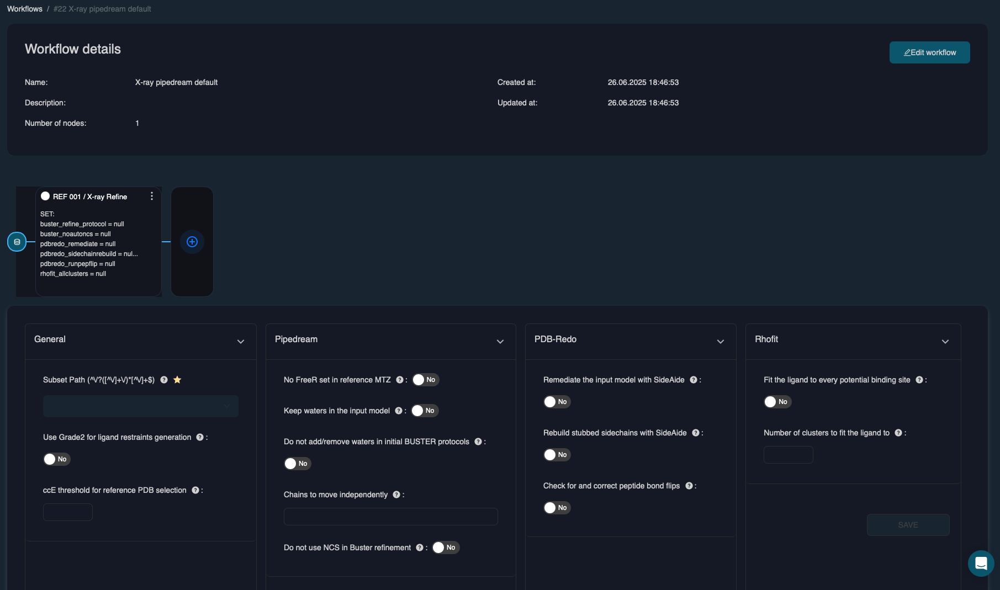 Workflows / #22 X-ray pipedream default
Workflow details
Edit workflow
Name: X-ray pipedream default
Created at: 26.06.2025 18:46:53
Description:
Updated at: 26.06.2025 18:46:53
Number of nodes: 1
REF 001 / X-ray Refine
SET:
buster_refine_protocol = null
buster_noautoncs = null
pdbredo_remediate = null
pdbredo_sidechainrebuild = nul...
pdbredo_runpepflip = null
rhofit_allclusters = null
General
Subset Path (^\/?([^\/]+\/)*[^\/]+$)
Use Grade2 for ligand restraints generation :
No
ccE threshold for reference PDB selection :
Pipedream
No FreeR set in reference MTZ : No
Keep waters in the input model : No
Do not add/remove waters in initial BUSTER protocols :
No
Chains to move independently :
Do not use NCS in Buster refinement : No
PDB-Redo
Remediate the input model with SideAide :
No
Rebuild stubbed sidechains with SideAide :
No
Check for and correct peptide bond flips :
No
Rhofit
Fit the ligand to every potential binding site :
No
Number of clusters to fit the ligand to :
SAVE